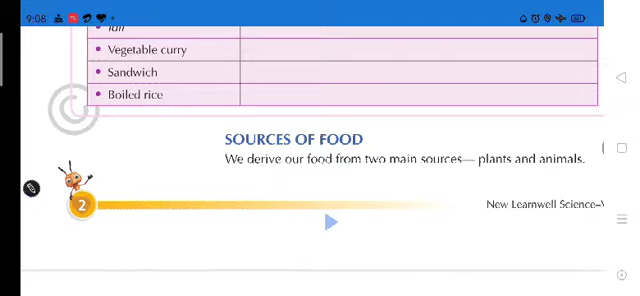 9:08
• Idli
• Vegetable curry
• Sandwich
• Boiled rice
SOURCES OF FOOD
We derive our food from two main sources— plants and animals.
2
New Learnwell Science–V